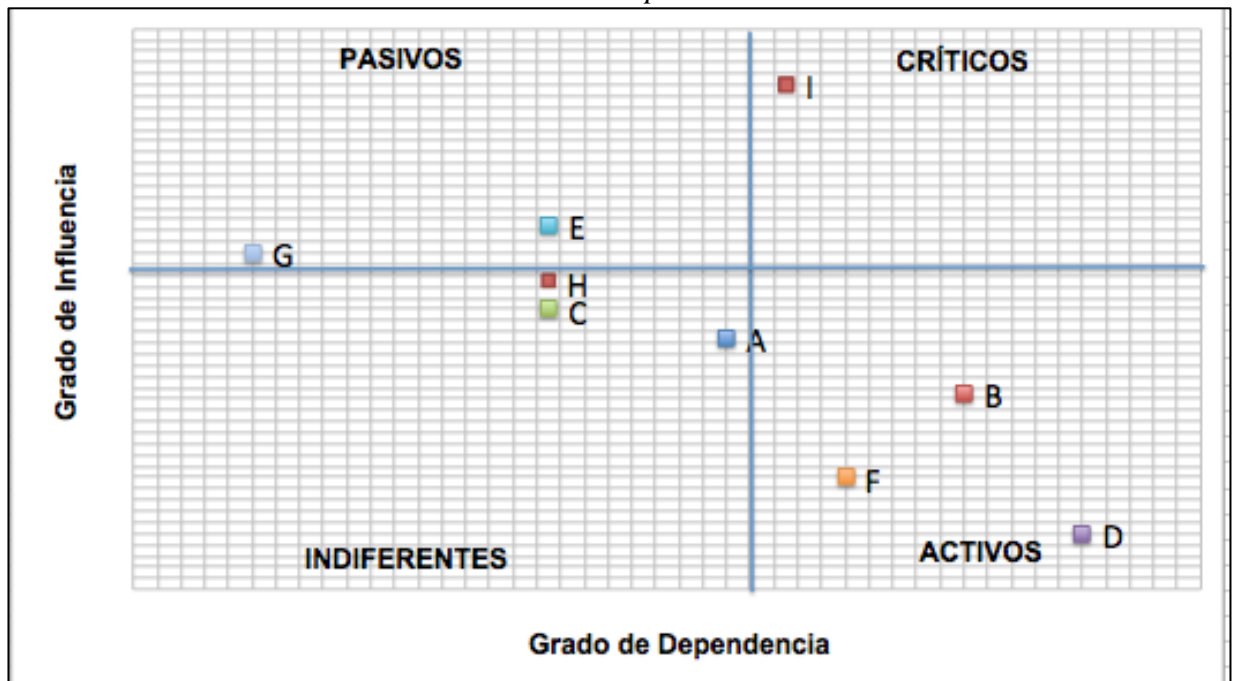 PASIVOS
CRÍTICOS
I
E
G
H
C
A
B
F
D
INDIFERENTES
ACTIVOS
Grado de Influencia
Grado de Dependencia